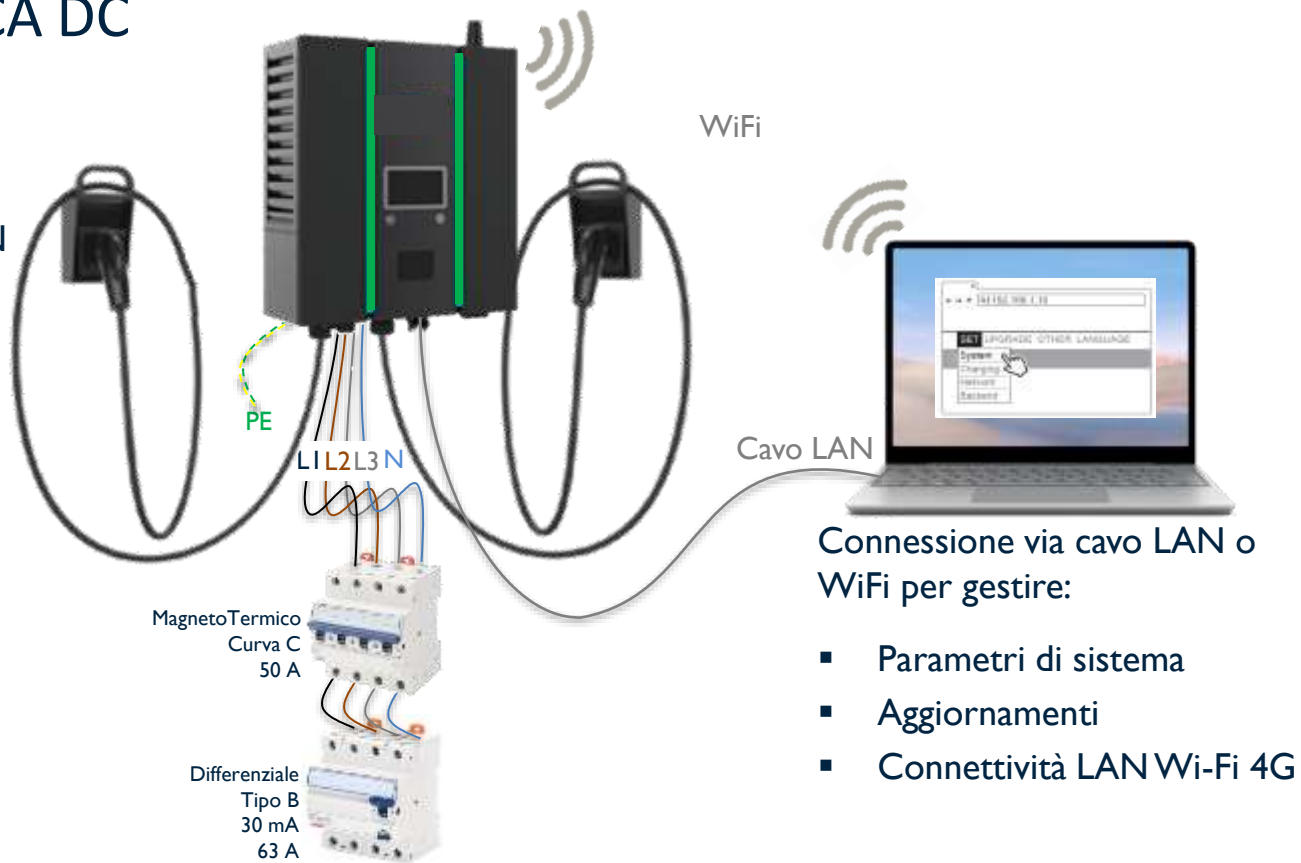 CA DC
WiFi
N
PE
L1 L2 L3 N
Cavo LAN
SET UPGRADE OTHER LANGUAGE
System
Charging
Network
Backend
Connessione via cavo LAN o
WiFi per gestire:
▪ Parametri di sistema
▪ Aggiornamenti
▪ Connettività LAN Wi-Fi 4G
MagnetoTermico
Curva C
50 A
Differenziale
Tipo B
30 mA
63 A